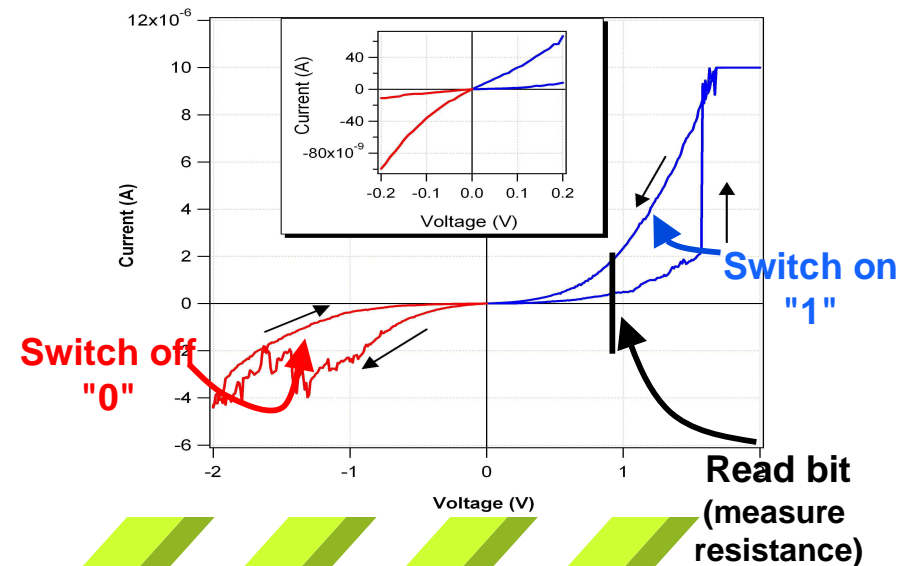 12x10-6
10
8
6
4
2
0
-2
-4
-6
Current (A)
-2
-1
0
1
2
Voltage (V)
40
0
-40
-80x10-9
Current (A)
-0.2
-0.1
0.0
0.1
0.2
Voltage (V)
Switch on
"1"
Switch off
"0"
Read bit
(measure
resistance)